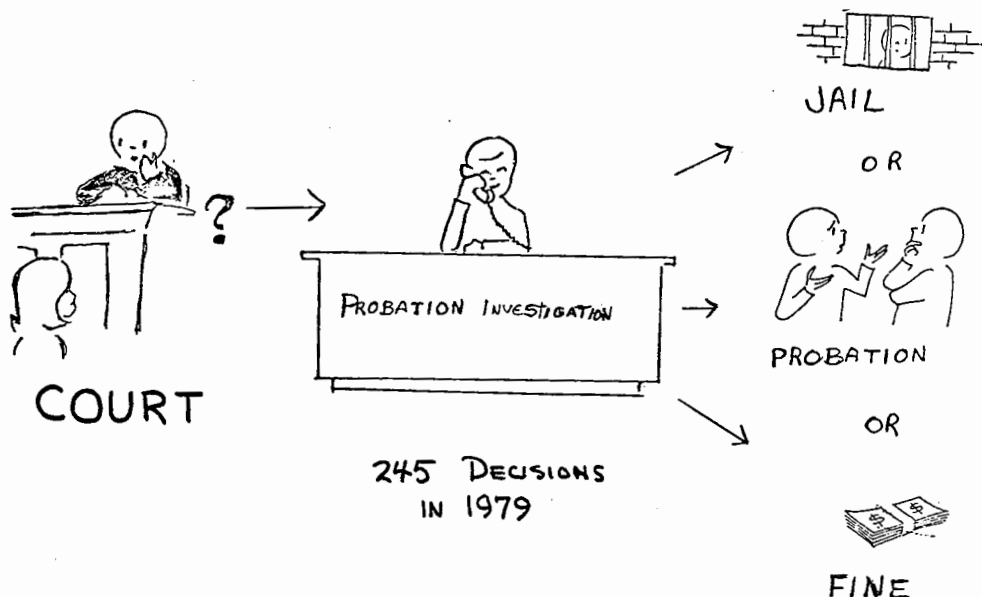 COURT
?
PROBATION INVESTIGATION
245 DECISIONS
IN 1979
JAIL
OR
PROBATION
OR
$ $
FINE